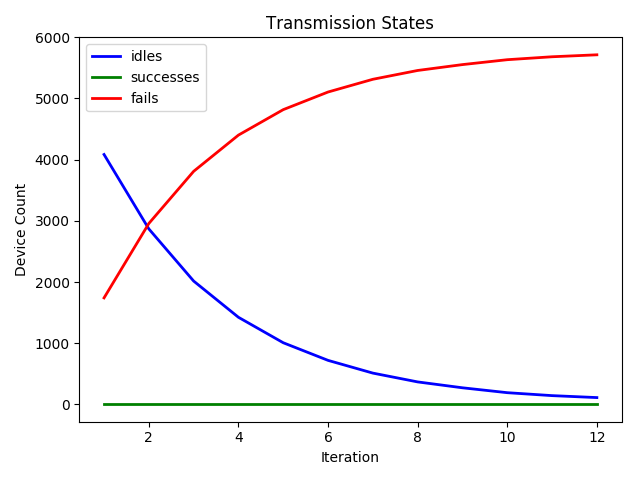 Transmission States
idles
successes
fails
Device Count
6000
5000
4000
3000
2000
1000
0
2 4 6 8 10 12
Iteration